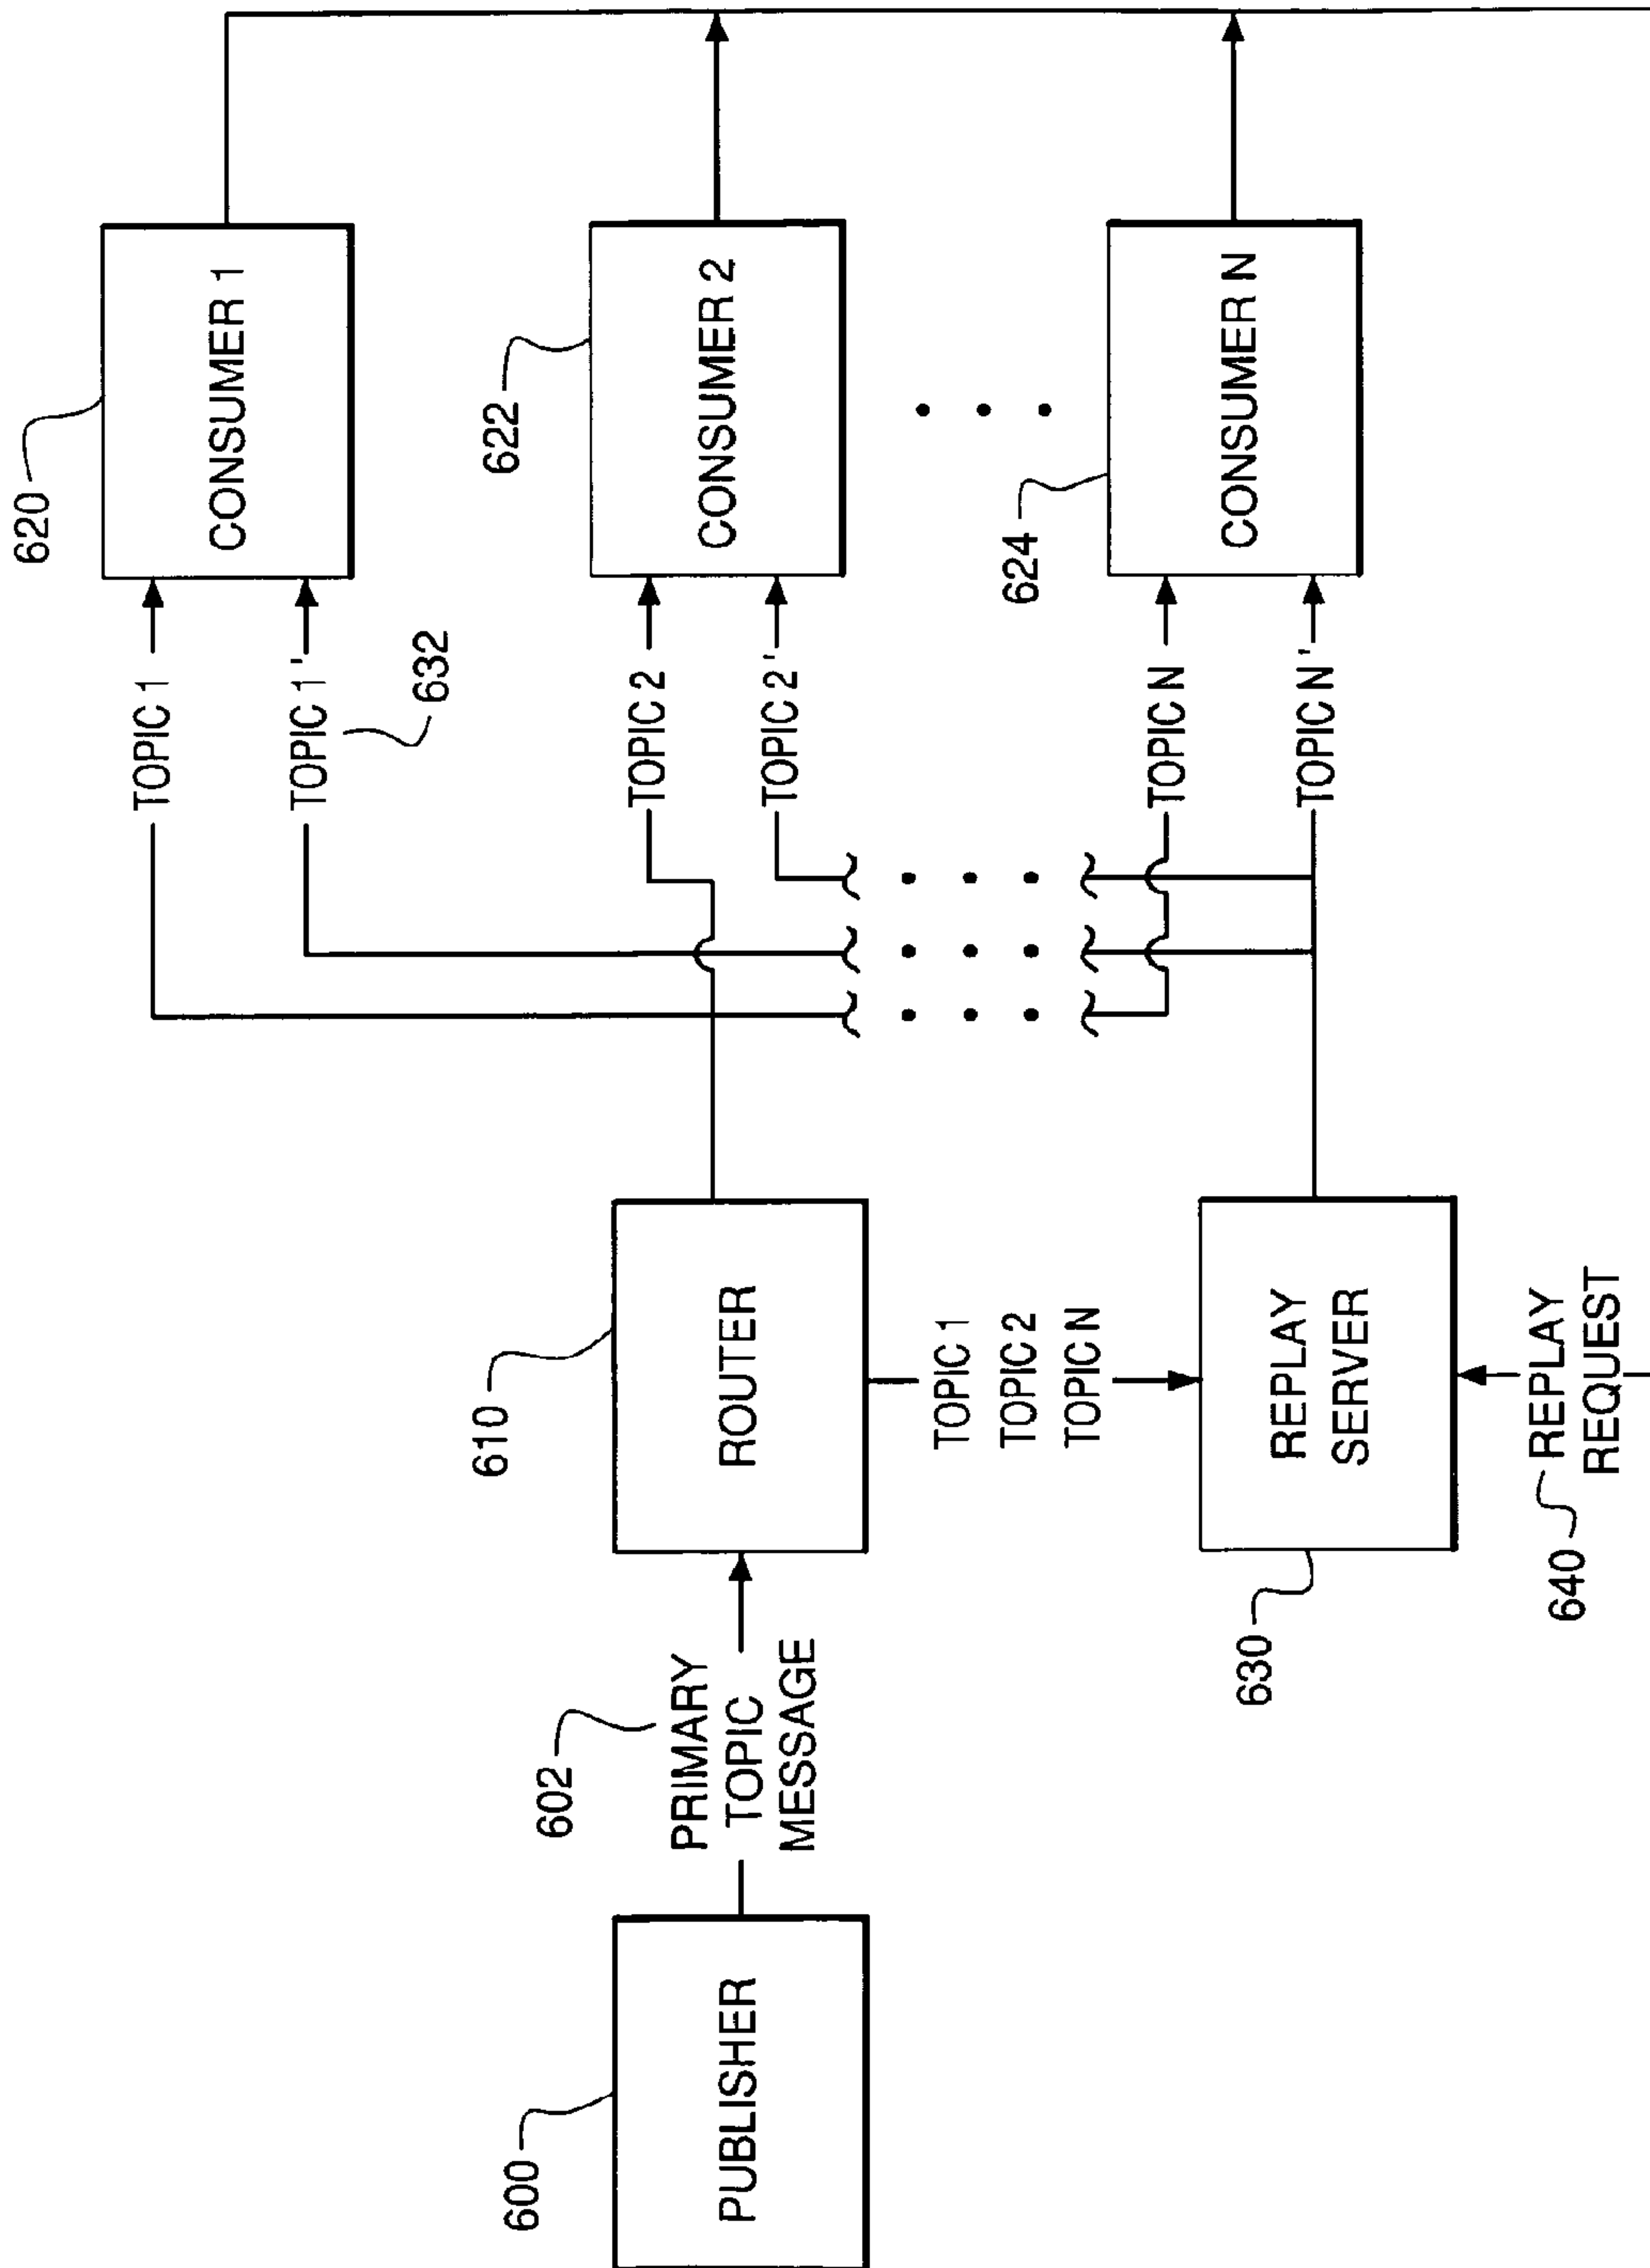 600
PUBLISHER
602
PRIMARY
TOPIC
MESSAGE
610
ROUTER
TOPIC 1
TOPIC 2
TOPIC N
630
REPLAY
SERVER
640
REPLAY
REQUEST
TOPIC 1
TOPIC 1'
632
TOPIC 2
TOPIC 2'
TOPIC N
TOPIC N'
620
CONSUMER 1
622
CONSUMER 2
624
CONSUMER N